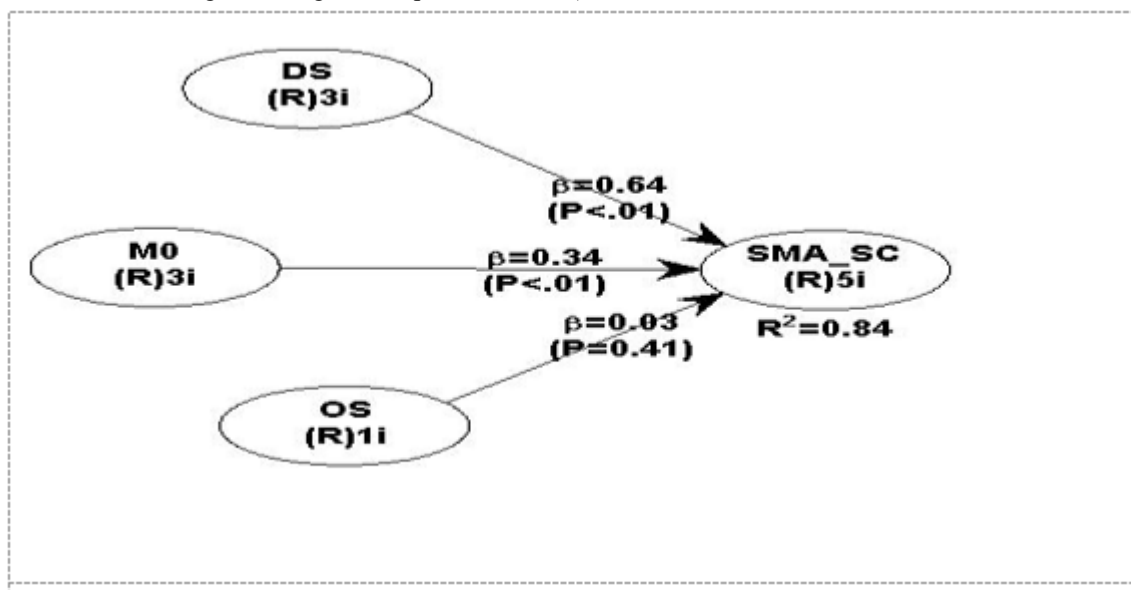 DS
(R)3i
β=0.64
(P<.01)
M0
(R)3i
β=0.34
(P<.01)
SMA_SC
(R)5i
R²=0.84
β=0.03
(P=0.41)
OS
(R)1i